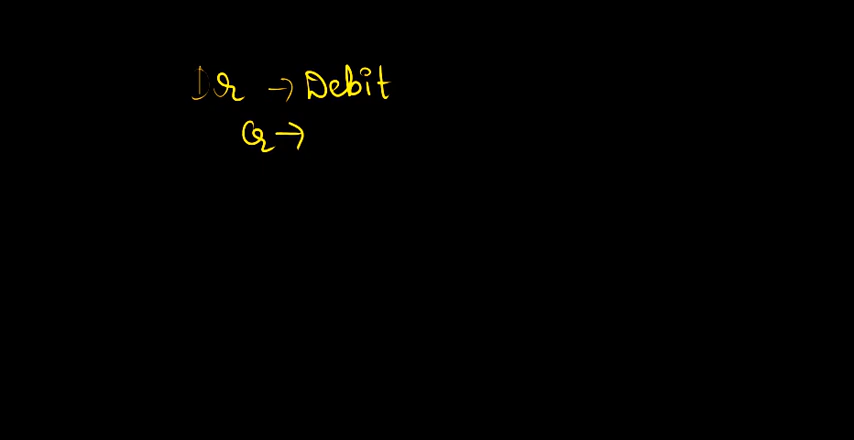 Dr → Debit
Cr →